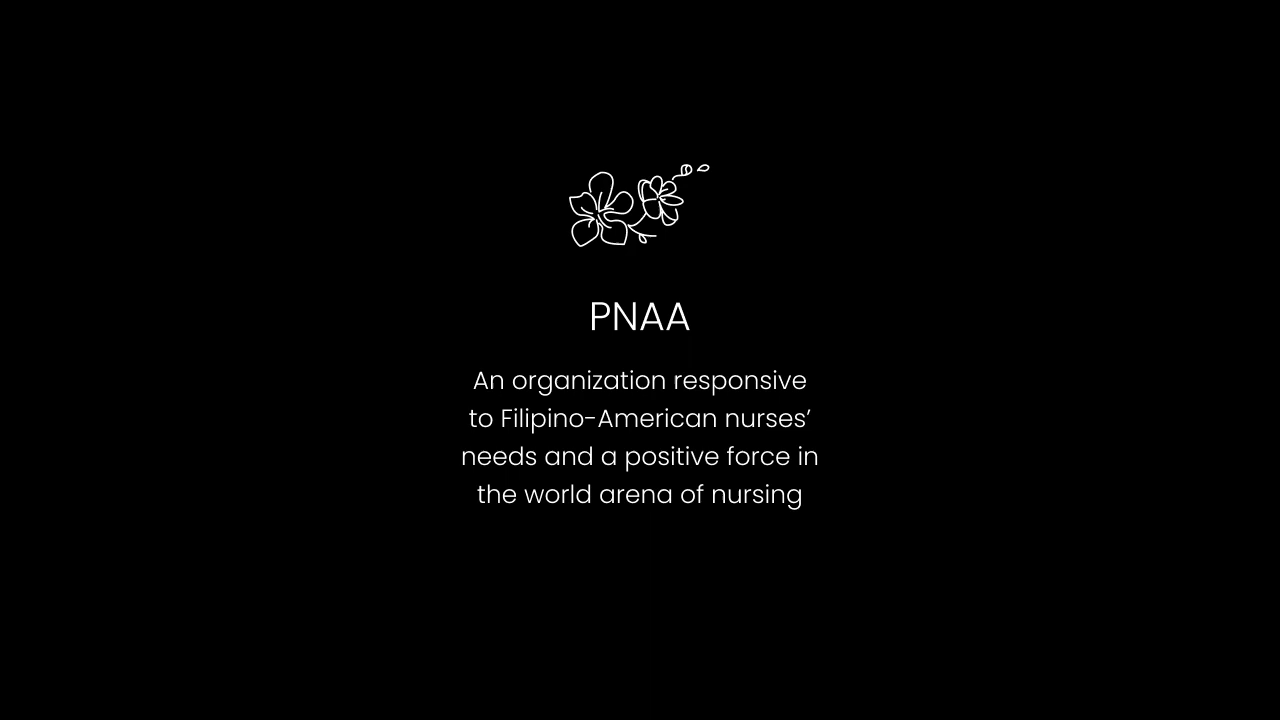 PNAA
An organization responsive
to Filipino-American nurses’
needs and a positive force in
the world arena of nursing